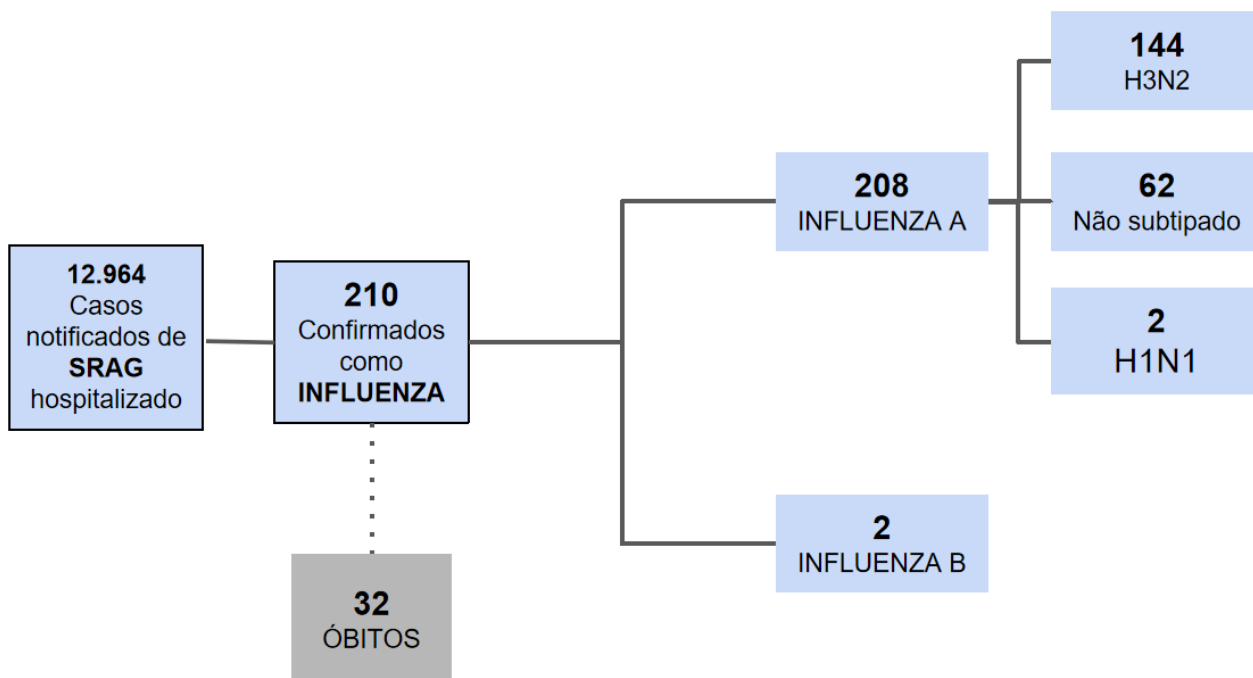 12.964
Casos
notificados de
SRAG
hospitalizado
210
Confirmados
como
INFLUENZA
32
ÓBITOS
208
INFLUENZA A
2
INFLUENZA B
144
H3N2
62
Não subtipado
2
H1N1